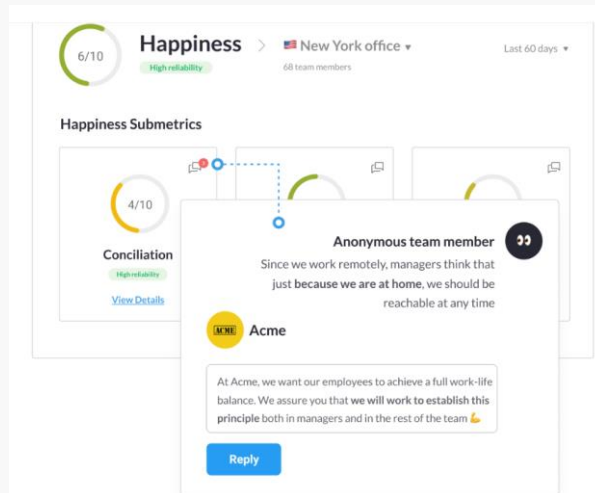 6/10
Happiness
New York office
Last 60 days
High reliability
68 team members
Happiness Submetrics
4/10
Conciliation
High reliability
View Details
Anonymous team member
Since we work remotely, managers think that
just because we are at home, we should be
reachable at any time
ACME
Acme
At Acme, we want our employees to achieve a full work-life
balance. We assure you that we will work to establish this
principle both in managers and in the rest of the team 💪
Reply